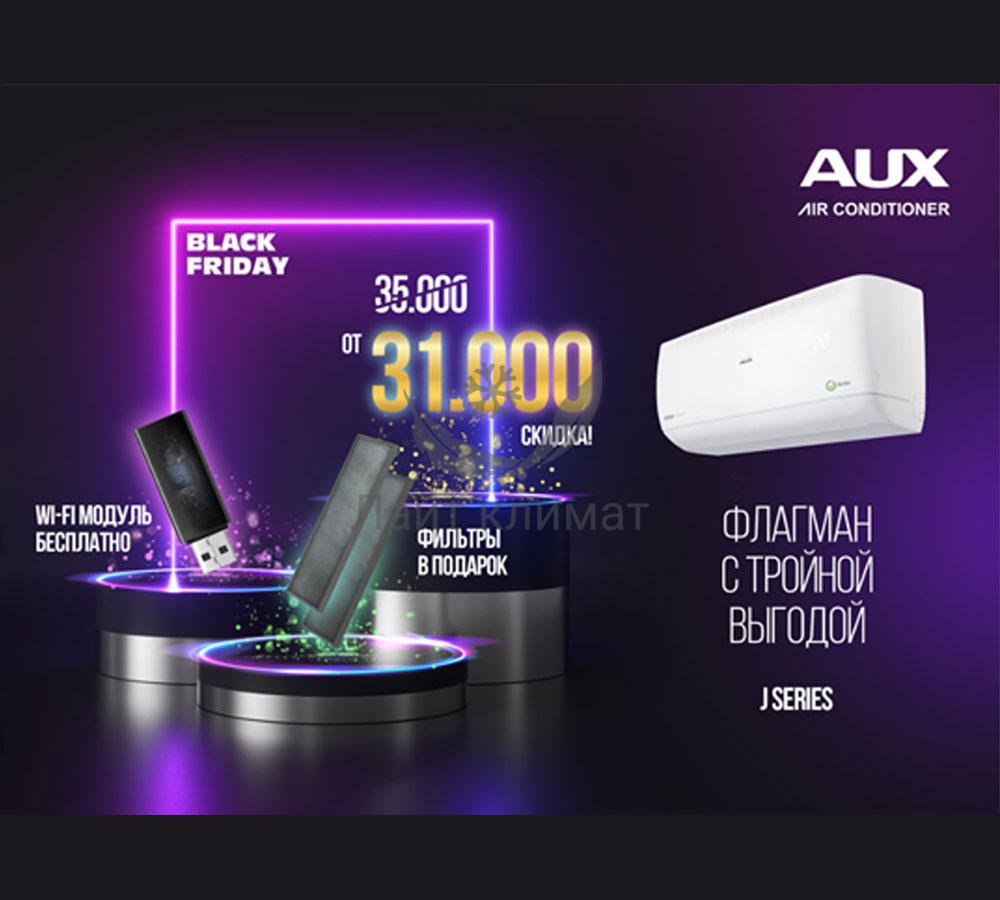 AUX
AIR CONDITIONER
BLACK
FRIDAY
35.000
ОТ 31.000
СКИДКА!
WI-FI МОДУЛЬ
БЕСПЛАТНО
Лайт климат
ФИЛЬТРЫ
В ПОДАРОК
AUX
ФЛАГМАН
С ТРОЙНОЙ
ВЫГОДОЙ
J SERIES